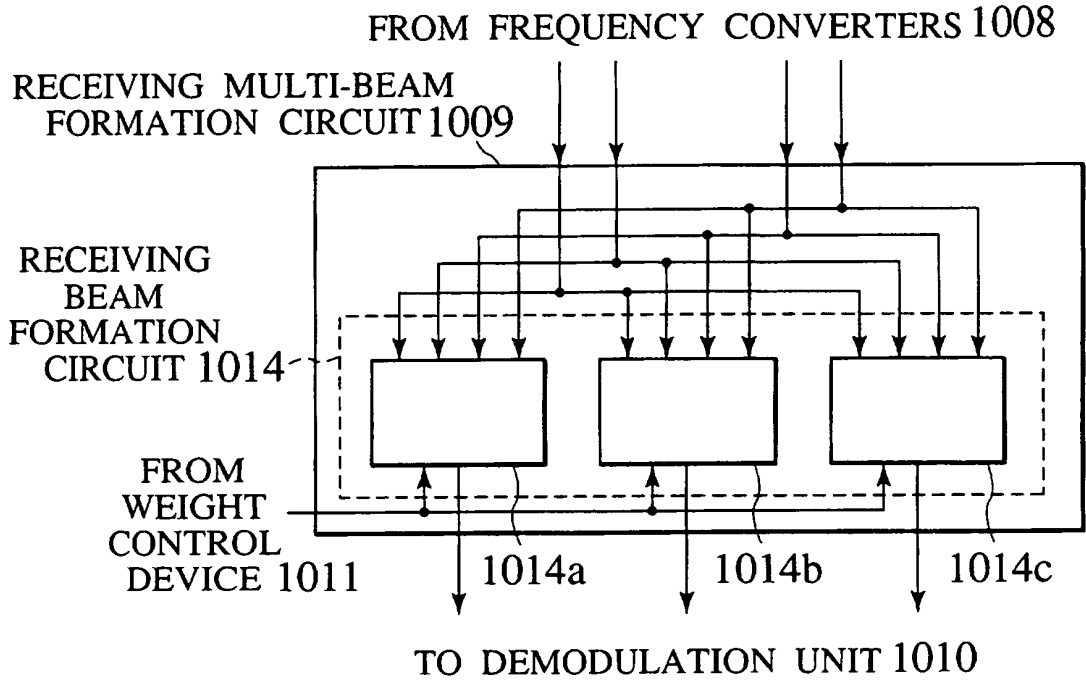 FROM FREQUENCY CONVERTERS 1008
RECEIVING MULTI-BEAM
FORMATION CIRCUIT 1009
RECEIVING
BEAM
FORMATION
CIRCUIT 1014
FROM
WEIGHT
CONTROL
DEVICE 1011
1014a
1014b
1014c
TO DEMODULATION UNIT 1010